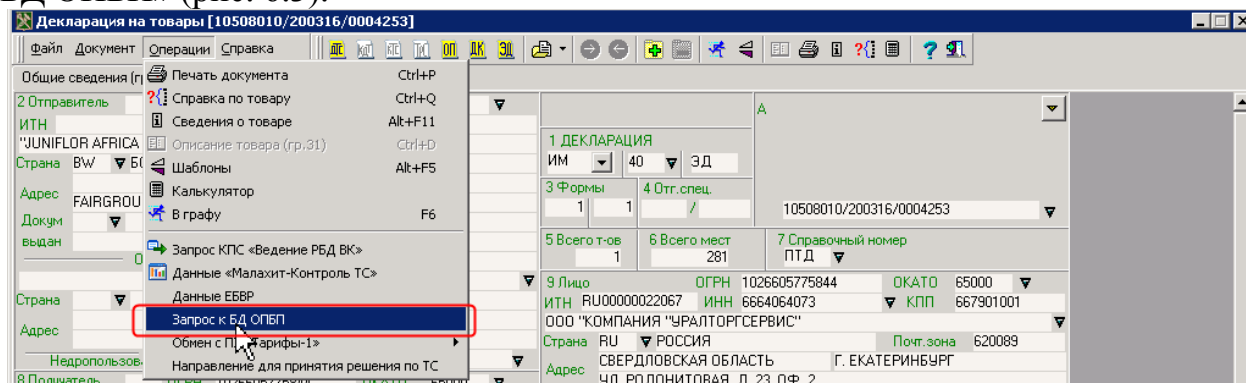 Декларация на товары [10508010/200316/0004253]
Файл Документ Операции Справка
Общие сведения (г
Печать документа Ctrl+P
Справка по товару Ctrl+Q
Сведения о товаре Alt+F11
Описание товара (гр.31) Ctrl+D
Шаблоны Alt+F5
Калькулятор
В графу F6
Запрос КПС «Ведение РБД ВК»
Данные «Малахит-Контроль ТС»
Данные ЕБВР
Запрос к БД ОПБП
Обмен с П Тарифы-1»
Направление для принятия решения по ТС
2 Отправитель
ИТН
"JUNIFLOR AFRICA
Страна BW
Адрес FAIRGROU
Докум
выдан
Страна
Адрес
Недропользов
8 Получатель
A
1 ДЕКЛАРАЦИЯ
ИМ 40 ЭД
3 Формы 4 Отг.спец.
1 1 / 10508010/200316/0004253
5 Всего т-ов 6 Всего мест 7 Справочный номер
1 281 ПТД
9 Лицо ОГРН 1026605775844 ОКАТО 65000
ИТН RU00000022067 ИНН 6664064073 КПП 667901001
ООО "КОМПАНИЯ "УРАЛТОРГСЕРВИС"
Страна RU РОССИЯ Почт.зона 620089
Адрес СВЕРДЛОВСКАЯ ОБЛАСТЬ Г. ЕКАТЕРИНБУРГ